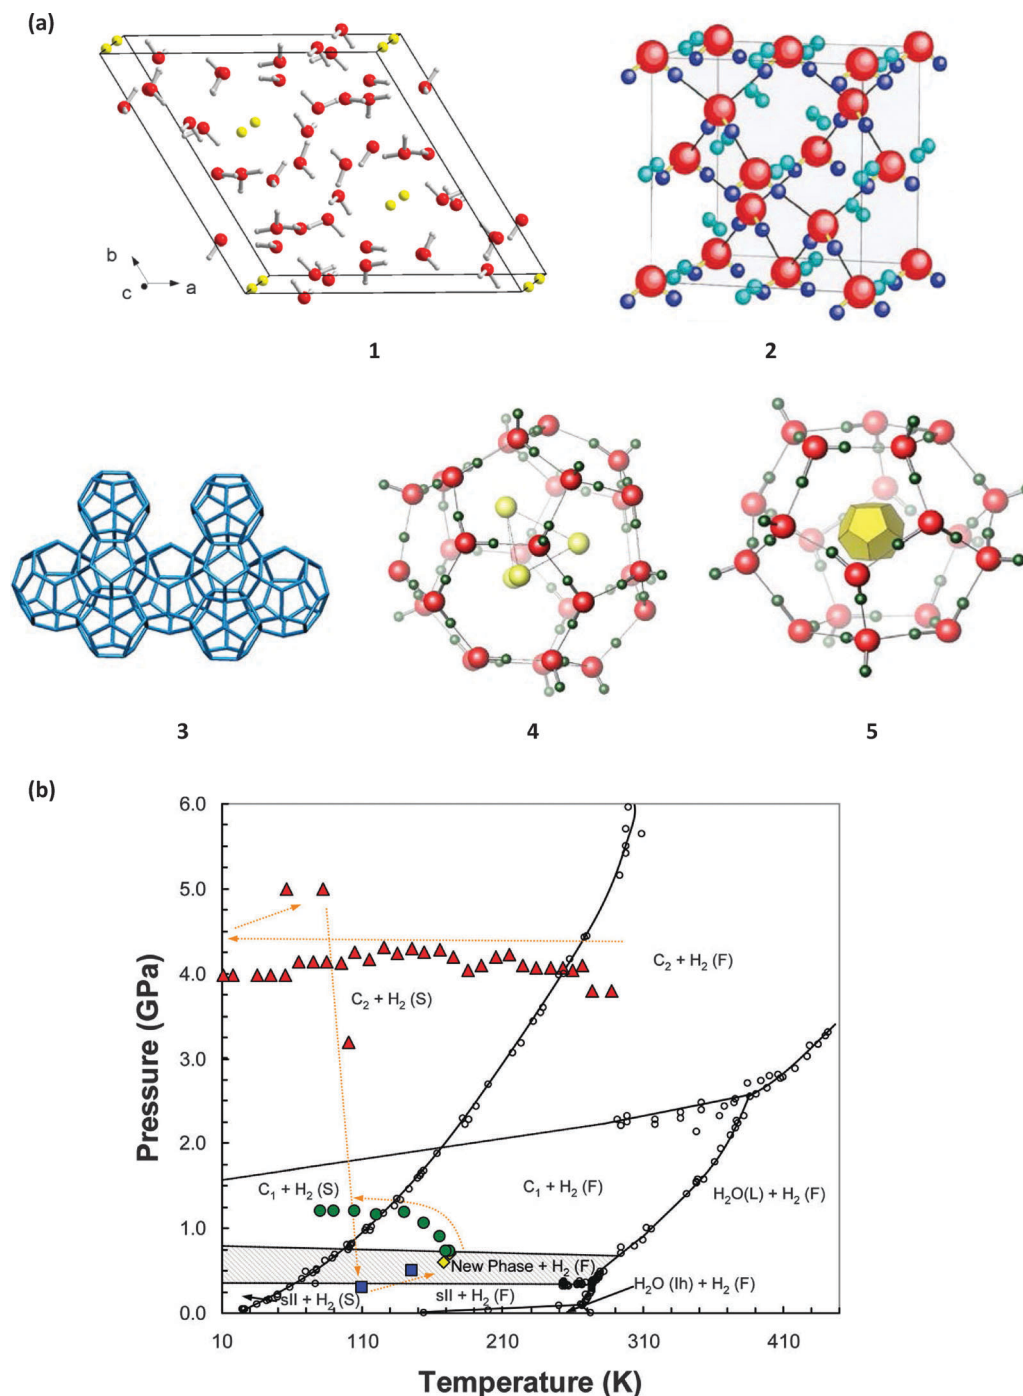 (a)
b
c
a
1
2
3
4
5
(b)
6.0
5.0
4.0
3.0
2.0
1.0
0.0
Pressure (GPa)
C₂ + H₂ (F)
C₂ + H₂ (S)
C₁ + H₂ (S)
C₁ + H₂ (F)
H₂O(L) + H₂ (F)
New Phase + H₂ (F)
sII + H₂ (S)
sII + H₂ (F)
H₂O (Ih) + H₂ (F)
10 110 210 310 410
Temperature (K)